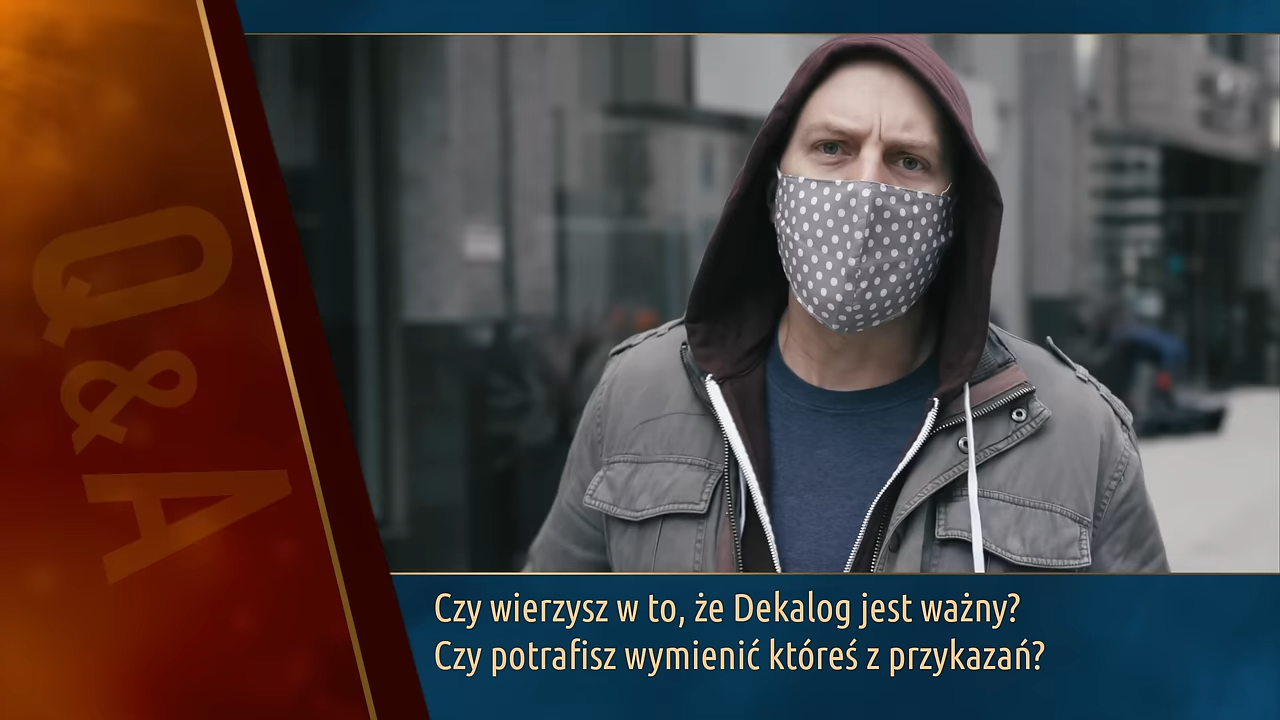 Q&A
Czy wierzysz w to, że Dekalog jest ważny?
Czy potrafisz wymienić któreś z przykazań?